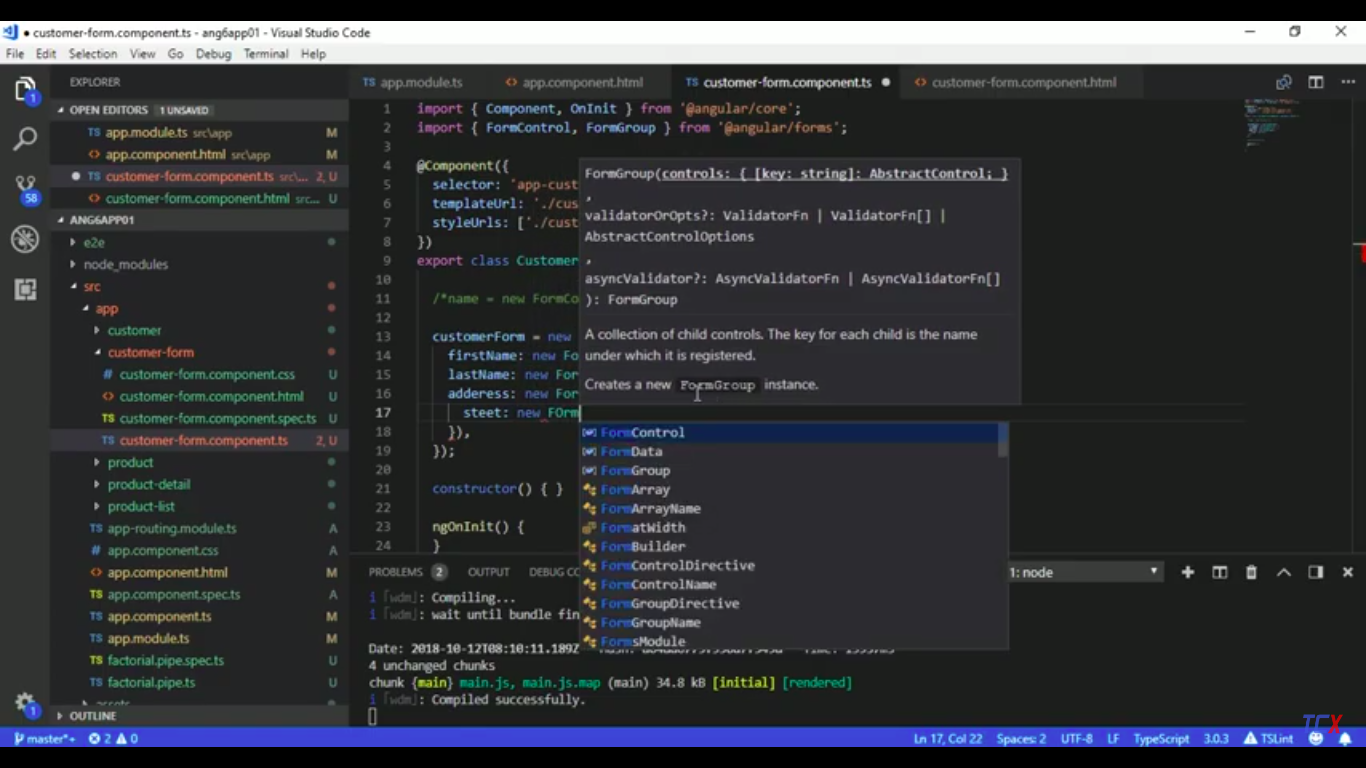 customer-form.component.ts - ang6app01 - Visual Studio Code
File Edit Selection View Go Debug Terminal Help
EXPLORER
TS app.module.ts <> app.component.html TS customer-form.component.ts <> customer-form.component.html
OPEN EDITORS 1 UNSAVED
TS app.module.ts src\app M
<> app.component.html src\app M
TS customer-form.component.ts src\... 2, U
<> customer-form.component.html src... U
ANG6APP01
e2e
node_modules
src
app
customer
customer-form
# customer-form.component.css U
<> customer-form.component.html U
TS customer-form.component.spec.ts U
TS customer-form.component.ts 2, U
product
product-detail
product-list
TS app-routing.module.ts A
# app.component.css A
<> app.component.html M
TS app.component.spec.ts A
TS app.component.ts M
TS app.module.ts M
TS factorial.pipe.spec.ts U
TS factorial.pipe.ts U
OUTLINE
1 import { Component, OnInit } from '@angular/core';
2 import { FormControl, FormGroup } from '@angular/forms';
3
4 @Component({
5 selector: 'app-cust
6 templateUrl: './cus
7 styleUrls: ['./cust
8 })
9 export class Customer
10
11 /*name = new FormCo
12
13 customerForm = new
14 firstName: new Fo
15 lastName: new For
16 adderess: new For
17 steet: new FOrm
18 }),
19 });
20
21 constructor() { }
22
23 ngOnInit() {
24 }
FormGroup(controls: { [key: string]: AbstractControl; }
,
validatorOrOpts?: ValidatorFn | ValidatorFn[] |
AbstractControlOptions
,
asyncValidator?: AsyncValidatorFn | AsyncValidatorFn[]
): FormGroup
A collection of child controls. The key for each child is the name
under which it is registered.
Creates a new FormGroup instance.
FormControl
FormData
FormGroup
FormArray
FormArrayName
FormatWidth
FormBuilder
FormControlDirective
FormControlName
FormGroupDirective
FormGroupName
FormsModule
PROBLEMS 2 OUTPUT DEBUG CO 1: node
i ｢wdm｣: Compiling...
i ｢wdm｣: wait until bundle fin
Date: 2018-10-12T08:10:11.189Z
4 unchanged chunks
chunk {main} main.js, main.js.map (main) 34.8 kB [initial] [rendered]
i ｢wdm｣: Compiled successfully.
master*+ 2 0 Ln 17, Col 22 Spaces: 2 UTF-8 LF TypeScript 3.0.3 TSLint
1
58
1
TCX